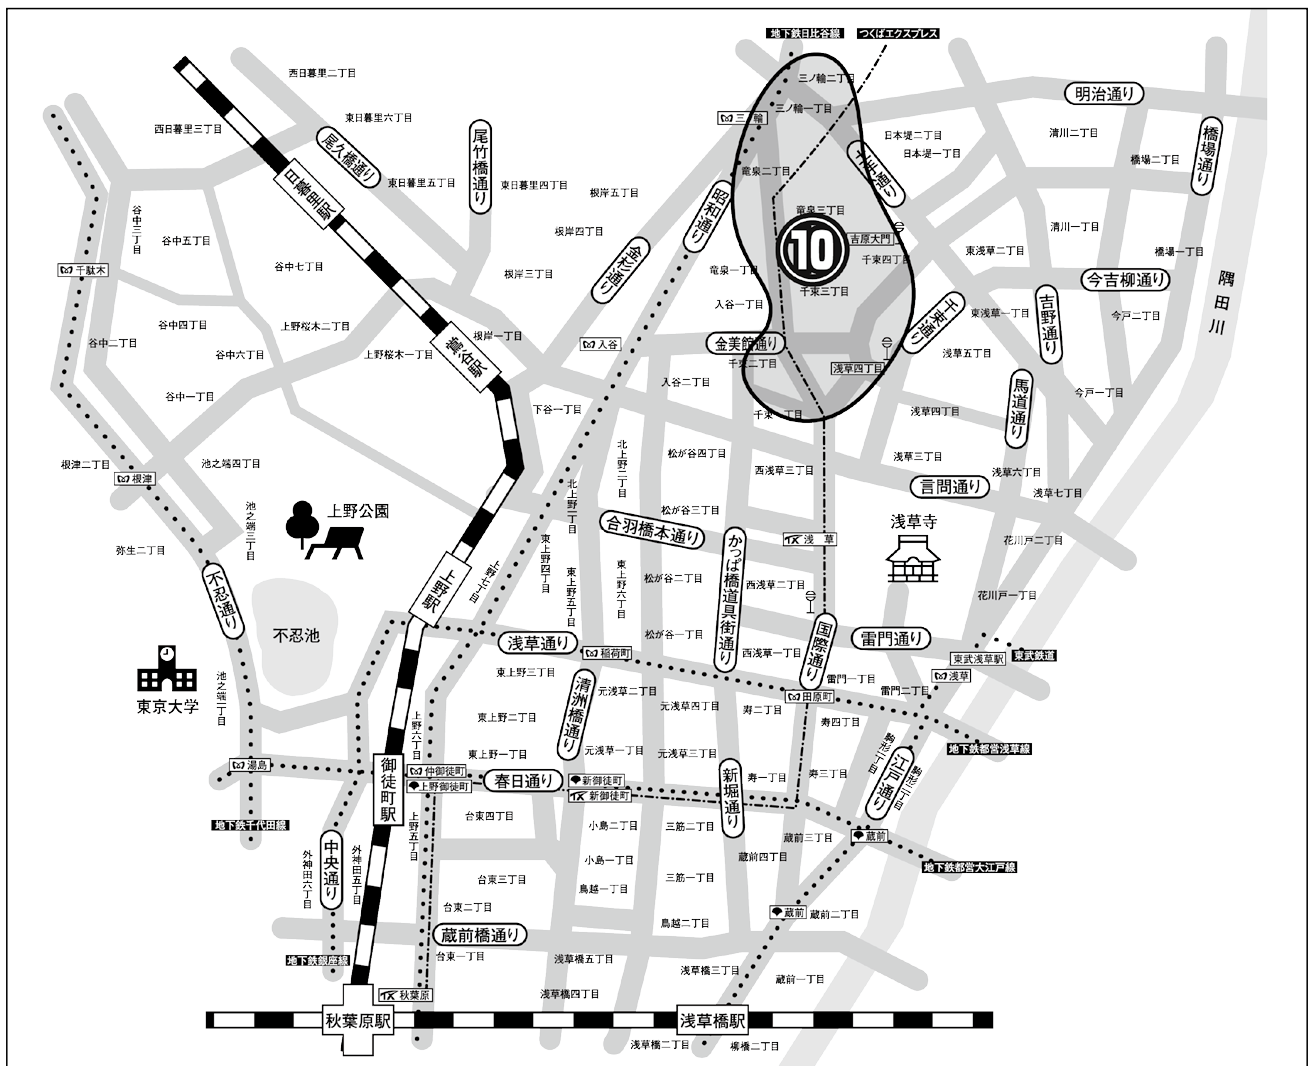 地下鉄日比谷線
つくばエクスプレス
西日暮里二丁目
三ノ輪二丁目
明治通り
三ノ輪一丁目
三ノ輪
東日暮里六丁目
西日暮里三丁目
尾久橋通り
尾竹橋通り
日本堤二丁目
日本堤一丁目
清川二丁目
橋場二丁目
橋場通り
竜泉二丁目
東日暮里五丁目
東日暮里四丁目
根岸五丁目
日暮里駅
昭和通り
谷中三丁目
谷中五丁目
竜泉三丁目
10
吉原大門
根岸四丁目
清川一丁目
橋場一丁目
東浅草二丁目
千束四丁目
金杉通り
谷中七丁目
千駄木
根岸三丁目
竜泉一丁目
千束三丁目
今吉柳通り
隅田川
入谷一丁目
千束通り
吉野通り
東浅草一丁目
今戸二丁目
谷中四丁目
上野桜木二丁目
谷中二丁目
谷中六丁目
上野桜木一丁目
根岸一丁目
鶯谷駅
入谷
金美館通り
千束二丁目
浅草四丁目
浅草五丁目
馬道通り
今戸一丁目
入谷二丁目
谷中一丁目
下谷一丁目
浅草四丁目
北上野二丁目
松が谷四丁目
西浅草三丁目
浅草三丁目
浅草六丁目
浅草七丁目
言問通り
根津二丁目
根津
池之端四丁目
北上野一丁目
池之端三丁目
上野公園
弥生二丁目
松が谷三丁目
合羽橋本通り
かっぱ橋道具街通り
浅草
浅草寺
花川戸二丁目
東上野四丁目
東上野五丁目
東上野六丁目
上野七丁目
上野駅
松が谷二丁目
西浅草二丁目
花川戸一丁目
不忍通り
不忍池
浅草通り
稲荷町
松が谷一丁目
西浅草一丁目
国際通り
雷門通り
東武浅草駅
東武鉄道
浅草
東京大学
池之端二丁目
東上野三丁目
清洲橋通り
元浅草二丁目
元浅草四丁目
田原町
雷門一丁目
雷門二丁目
寿二丁目
寿四丁目
上野六丁目
東上野二丁目
東上野一丁目
元浅草一丁目
元浅草三丁目
地下鉄都営浅草線
江戸通り
湯島
御徒町駅
仲御徒町
上野御徒町
春日通り
新御徒町
新御徒町
新堀通り
寿一丁目
寿三丁目
地下鉄千代田線
上野五丁目
台東四丁目
小島二丁目
三筋二丁目
蔵前三丁目
蔵前
中央通り
外神田六丁目
外神田五丁目
小島一丁目
蔵前四丁目
地下鉄都営大江戸線
台東三丁目
鳥越一丁目
三筋一丁目
台東二丁目
鳥越二丁目
蔵前
蔵前二丁目
蔵前橋通り
地下鉄銀座線
台東一丁目
浅草橋五丁目
浅草橋三丁目
蔵前一丁目
秋葉原
浅草橋四丁目
秋葉原駅
浅草橋駅
浅草橋二丁目
柳橋二丁目